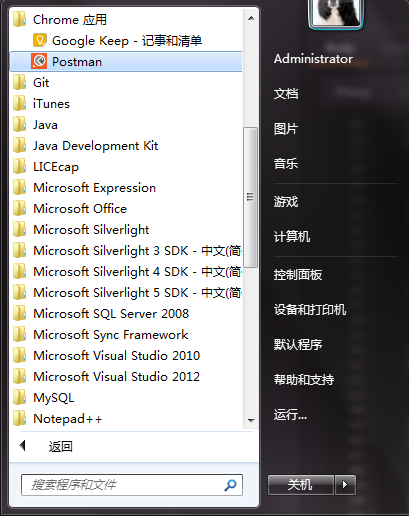 Chrome 应用
Google Keep - 记事和清单
Postman
Git
iTunes
Java
Java Development Kit
LICEcap
Microsoft Expression
Microsoft Office
Microsoft Silverlight
Microsoft Silverlight 3 SDK - 中文(简
Microsoft Silverlight 4 SDK - 中文(简
Microsoft Silverlight 5 SDK - 中文(简
Microsoft SQL Server 2008
Microsoft Sync Framework
Microsoft Visual Studio 2010
Microsoft Visual Studio 2012
MySQL
Notepad++
返回
搜索程序和文件
Administrator
文档
图片
音乐
游戏
计算机
控制面板
设备和打印机
默认程序
帮助和支持
运行...
关机